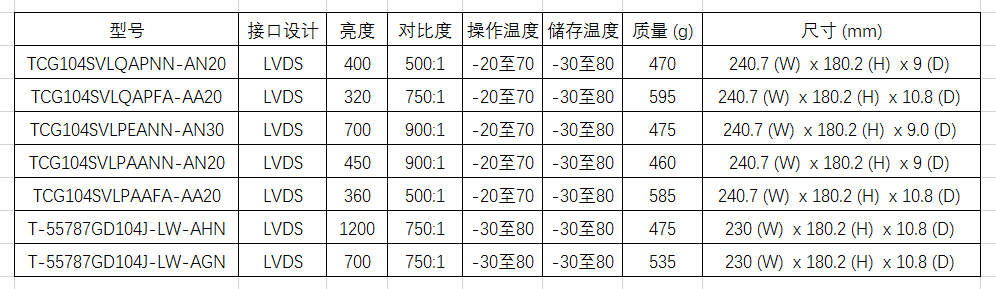 型号 接口设计 亮度 对比度 操作温度 储存温度 质量 (g) 尺寸 (mm)
TCG104SVLQAPNN-AN20 LVDS 400 500:1 -20至70 -30至80 470 240.7 (W) x 180.2 (H) x 9 (D)
TCG104SVLQAPFA-AA20 LVDS 320 750:1 -20至70 -30至80 595 240.7 (W) x 180.2 (H) x 10.8 (D)
TCG104SVLPEANN-AN30 LVDS 700 900:1 -20至70 -30至80 475 240.7 (W) x 180.2 (H) x 9.0 (D)
TCG104SVLPAANN-AN20 LVDS 450 900:1 -20至70 -30至80 460 240.7 (W) x 180.2 (H) x 9 (D)
TCG104SVLPAAFA-AA20 LVDS 360 500:1 -20至70 -30至80 585 240.7 (W) x 180.2 (H) x 10.8 (D)
T-55787GD104J-LW-AHN LVDS 1200 750:1 -30至80 -30至80 475 230 (W) x 180.2 (H) x 10.8 (D)
T-55787GD104J-LW-AGN LVDS 700 750:1 -30至80 -30至80 535 230 (W) x 180.2 (H) x 10.8 (D)